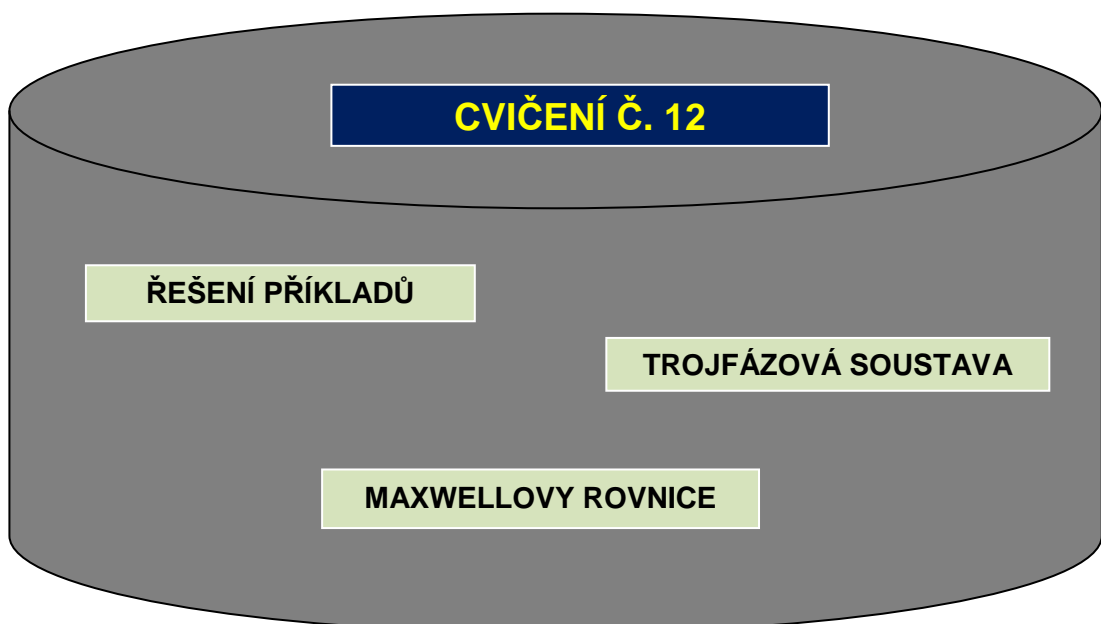 CVIČENÍ Č. 12
ŘEŠENÍ PŘÍKLADŮ
TROJFÁZOVÁ SOUSTAVA
MAXWELLOVY ROVNICE